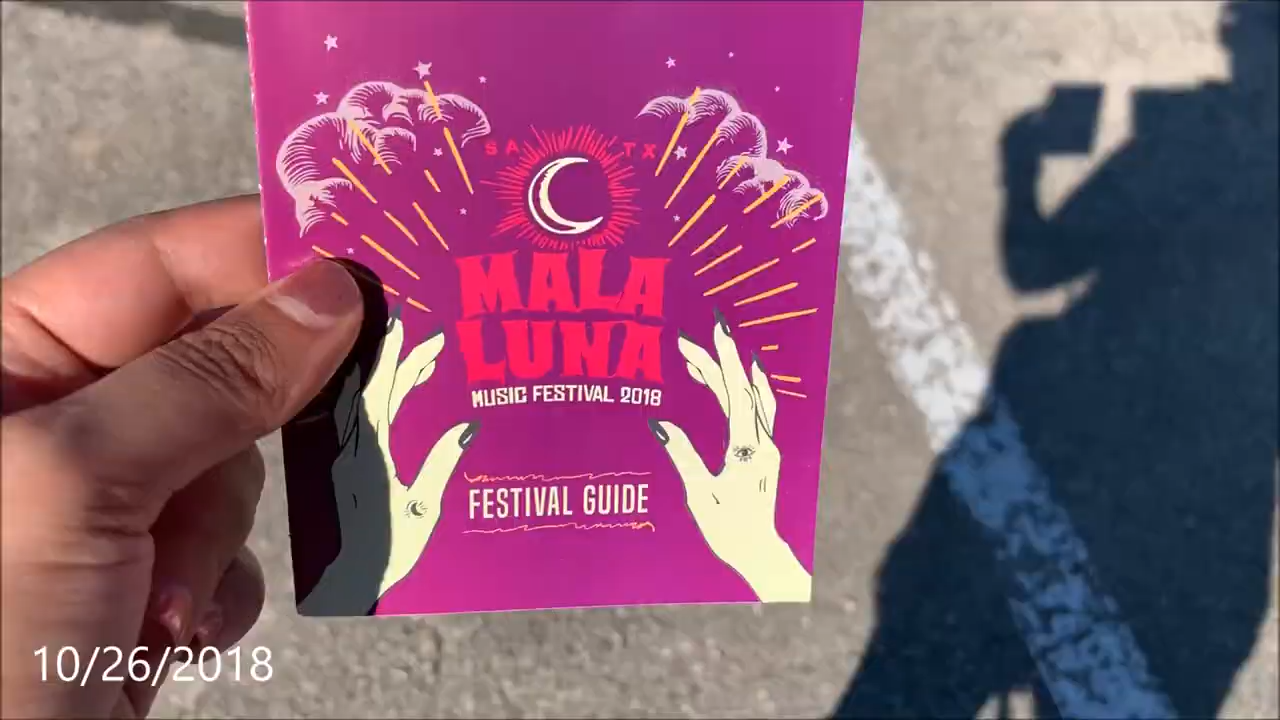 SA TX
MALA
LUNA
MUSIC FESTIVAL 2018
FESTIVAL GUIDE
10/26/2018